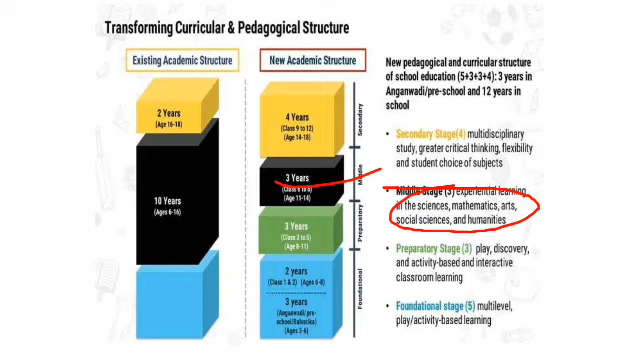 Transforming Curricular & Pedagogical Structure
Existing Academic Structure
New Academic Structure
2 Years
(Age 16-18)
10 Years
(Ages 6-16)
4 Years
(Class 9 to 12)
(Age 14-18)
3 Years
(Class 6 to 8)
(Age 11-14)
3 Years
(Class 3 to 5)
(Age 8-11)
2 years
(Class 1 & 2) (Ages 6-8)
3 years
(Anganwadi/ pre-
school/Balvatika)
(Ages 3-6)
Secondary
Middle
Preparatory
Foundational
New pedagogical and curricular structure
of school education (5+3+3+4): 3 years in
Anganwadi/pre-school and 12 years in
school
• Secondary Stage(4) multidisciplinary
study, greater critical thinking, flexibility
and student choice of subjects
• Middle Stage (3) experiential learning
in the sciences, mathematics, arts,
social sciences, and humanities
• Preparatory Stage (3) play, discovery,
and activity-based and interactive
classroom learning
• Foundational stage (5) multilevel,
play/activity-based learning